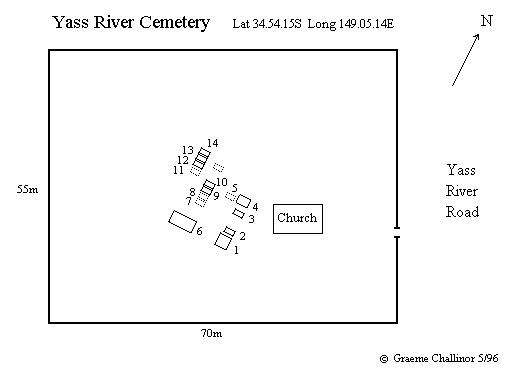 Yass River Cemetery Lat 34.54.15S Long 149.05.14E
N
14
13
12
11
10
5
8
9
7
4
3
6
2
1
Church
Yass
River
Road
55m
70m
© Graeme Challinor 5/96